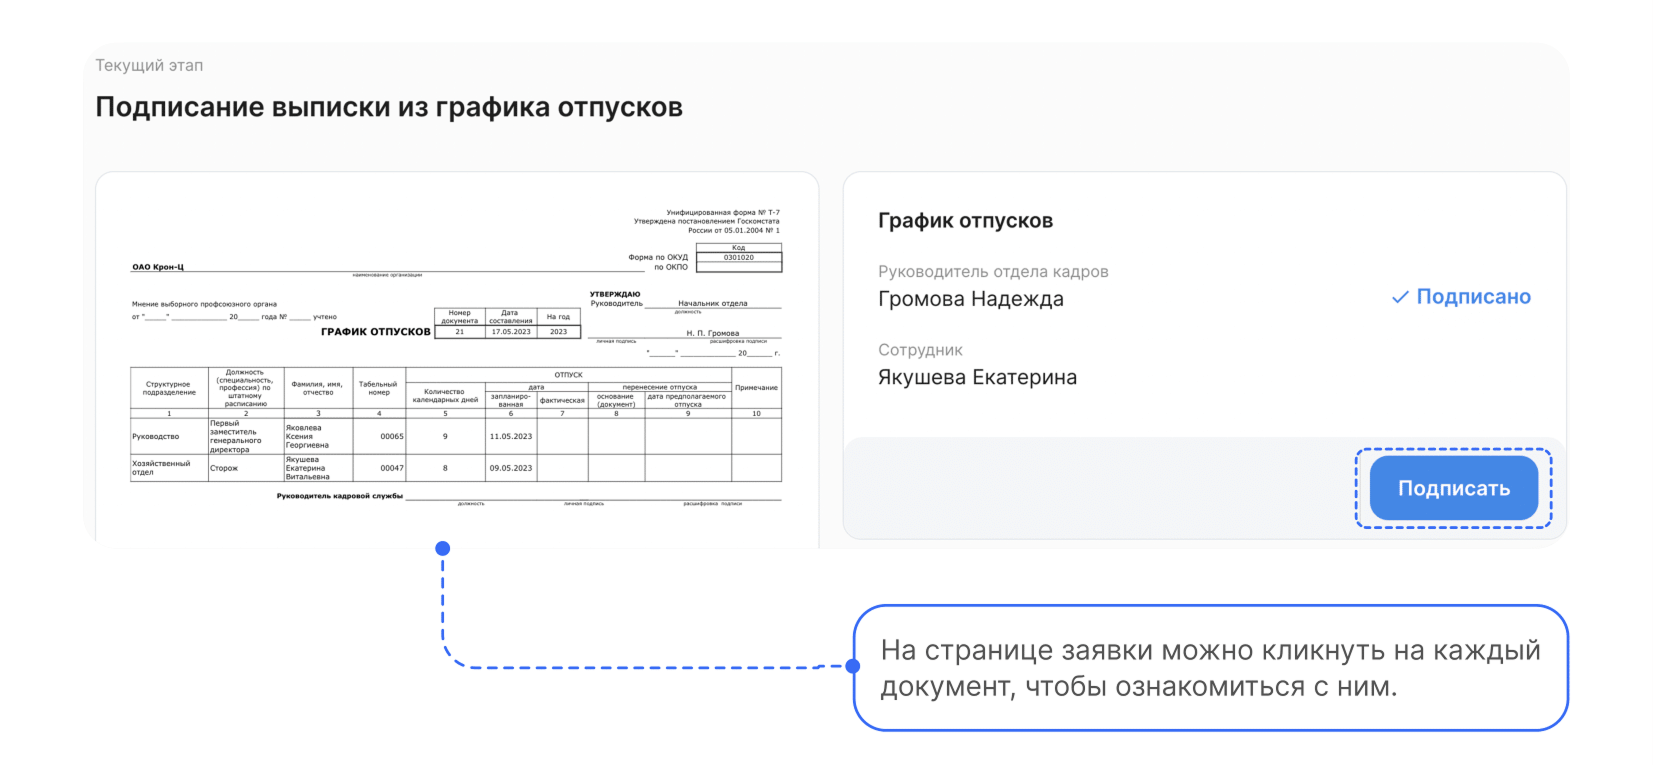 Текущий этап
Подписание выписки из графика отпусков
Унифицированная форма № Т-7
Утверждена постановлением Госкомстата
России от 05.01.2004 № 1
Код
Форма по ОКУД 0301020
по ОКПО
ОАО Крон-Ц
наименование организации
УТВЕРЖДАЮ
Мнение выборного профсоюзного органа
Руководитель Начальник отдела
должность
от "_____" ____________ 20_____ года № _____ учтено
Номер документа Дата составления На год
ГРАФИК ОТПУСКОВ 21 17.05.2023 2023
Н. П. Громова
личная подпись расшифровка подписи
"______" ____________ 20______ г.
Структурное подразделение
Должность (специальность, профессия) по штатному расписанию
Фамилия, имя, отчество
Табельный номер
ОТПУСК
Количество календарных дней
дата
запланиро-ванная
фактическая
перенесение отпуска
основание (документ)
дата предполагаемого отпуска
Примечание
1 2 3 4 5 6 7 8 9 10
Руководство Первый заместитель генерального директора Яковлева Ксения Георгиевна 00065 9 11.05.2023
Хозяйственный отдел Сторож Якушева Екатерина Витальевна 00047 8 09.05.2023
Руководитель кадровой службы
должность личная подпись расшифровка подписи
График отпусков
Руководитель отдела кадров
Громова Надежда
Подписано
Сотрудник
Якушева Екатерина
Подписать
На странице заявки можно кликнуть на каждый
документ, чтобы ознакомиться с ним.